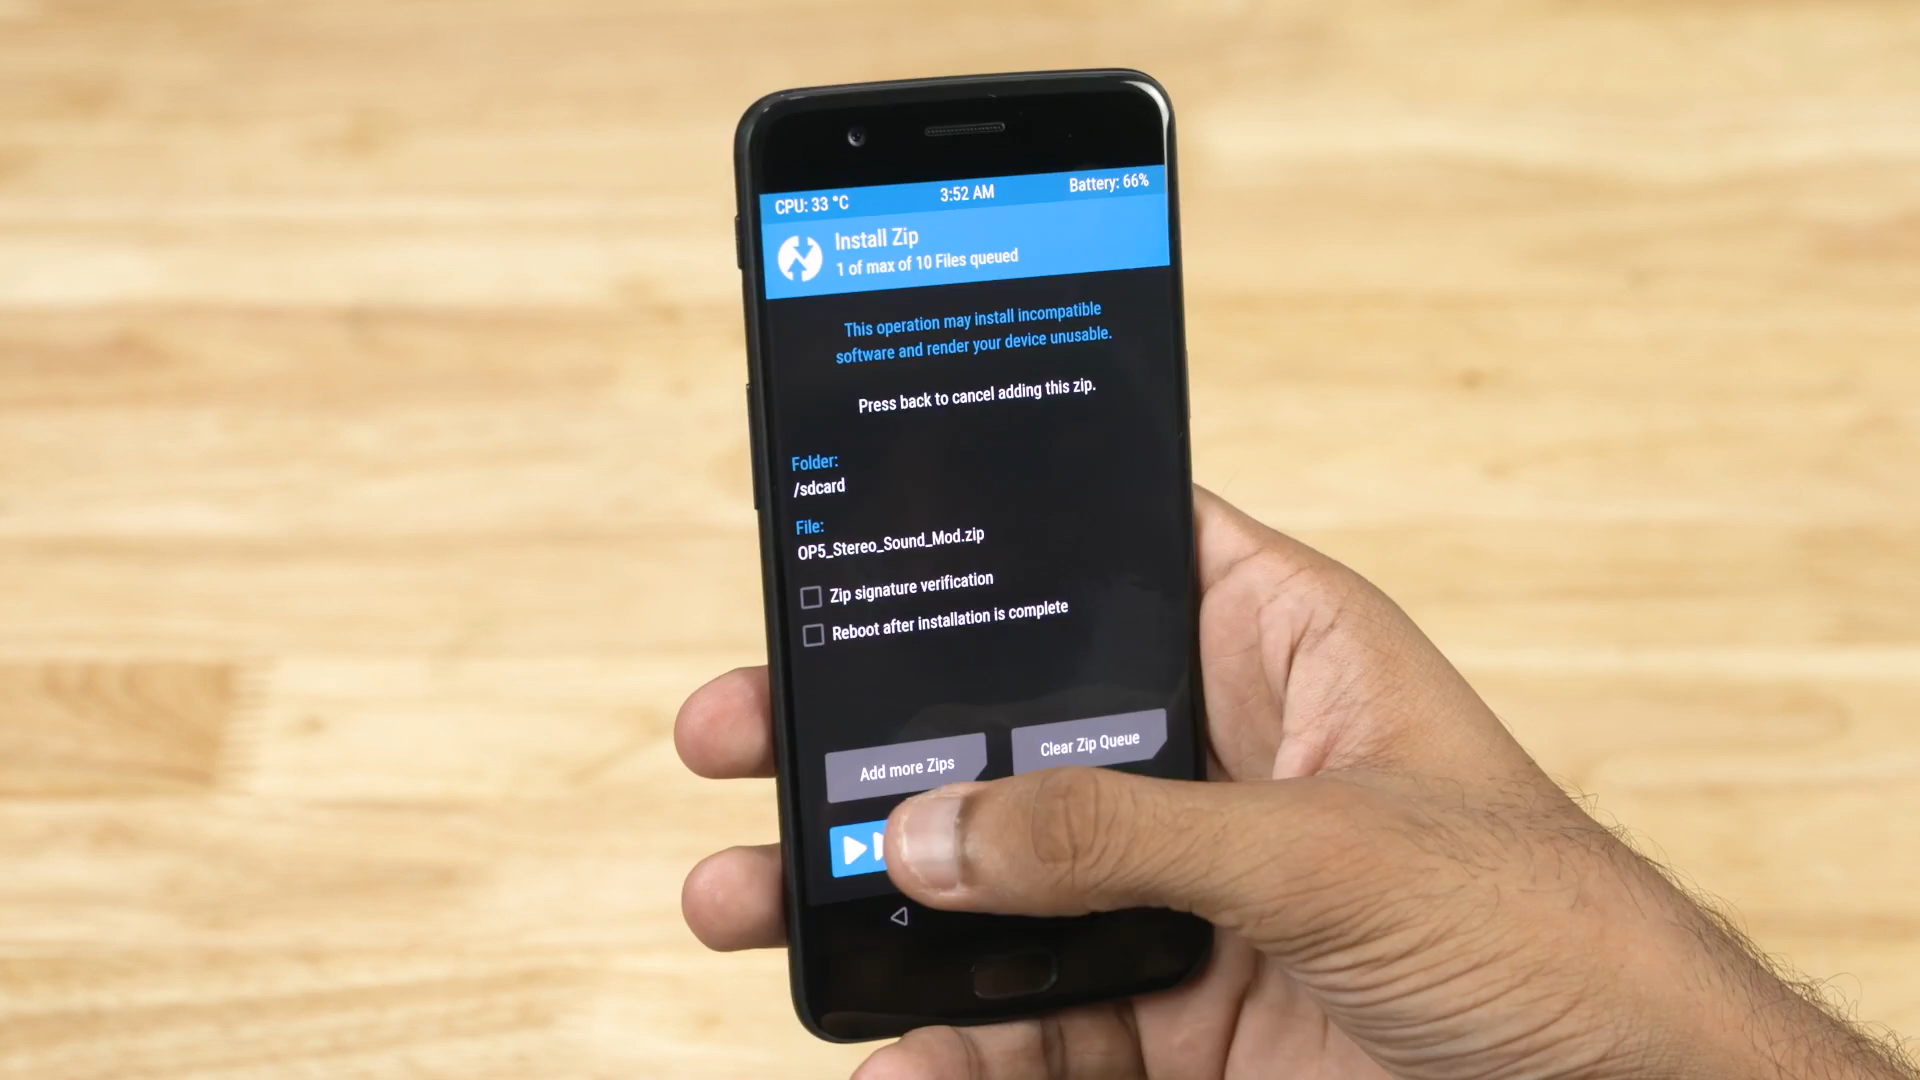 CPU: 33 °C 3:52 AM Battery: 66%
Install Zip
1 of max of 10 Files queued
This operation may install incompatible
software and render your device unusable.
Press back to cancel adding this zip.
Folder:
/sdcard
File:
OP5_Stereo_Sound_Mod.zip
Zip signature verification
Reboot after installation is complete
Add more Zips
Clear Zip Queue